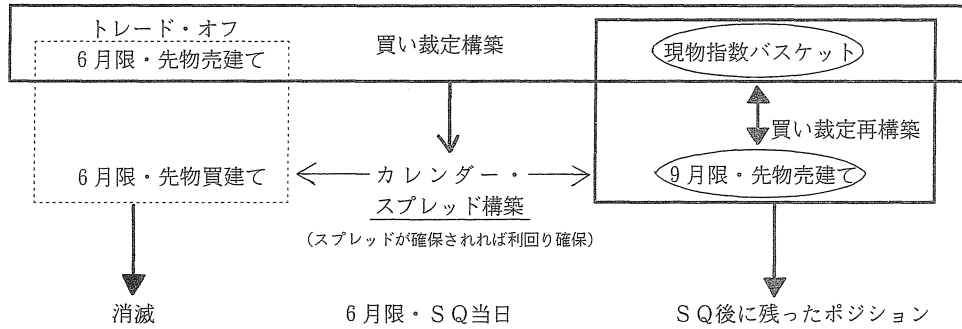 トレード・オフ
6月限・先物売建て
買い裁定構築
現物指数バスケット
買い裁定再構築
6月限・先物買建て
カレンダー・
スプレッド構築
(スプレッドが確保されれば利回り確保)
9月限・先物売建て
消滅
6月限・SQ当日
SQ後に残ったポジション